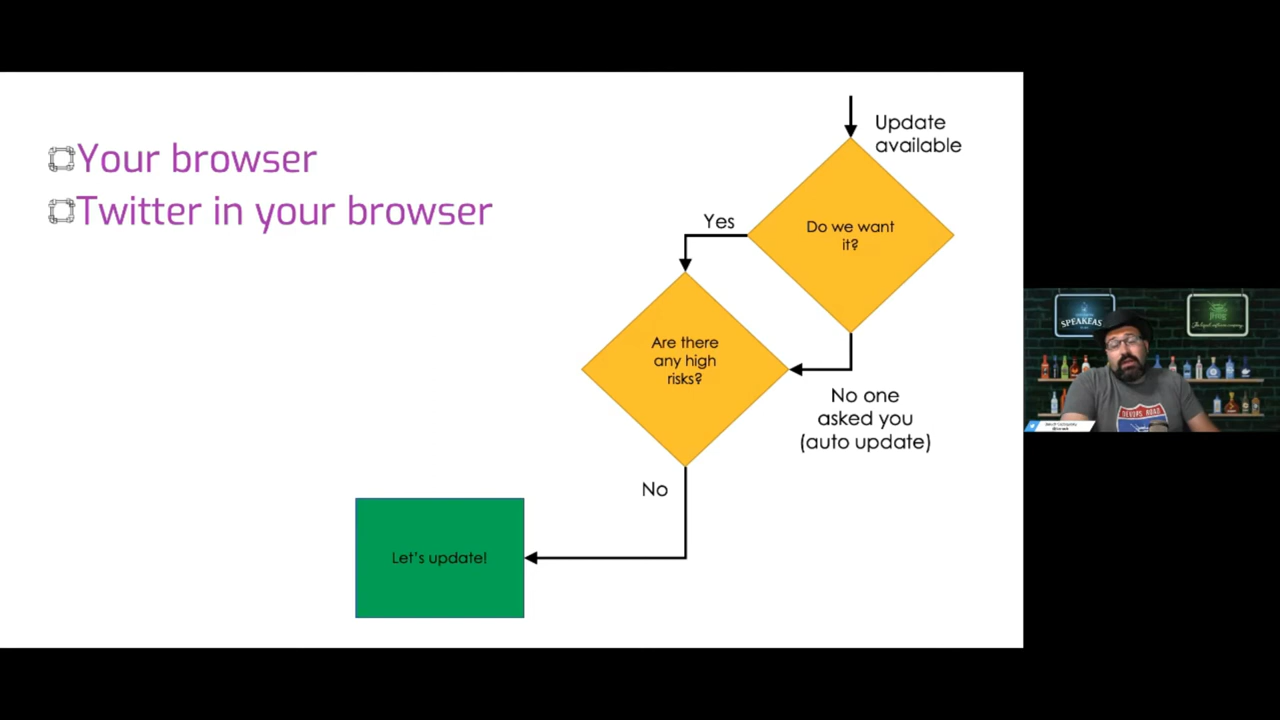 Your browser
Twitter in your browser
Update
available
Do we want
it?
Yes
Are there
any high
risks?
No one
asked you
(auto update)
No
Let's update!
SPEAKEAS
DEVOPS ROAD